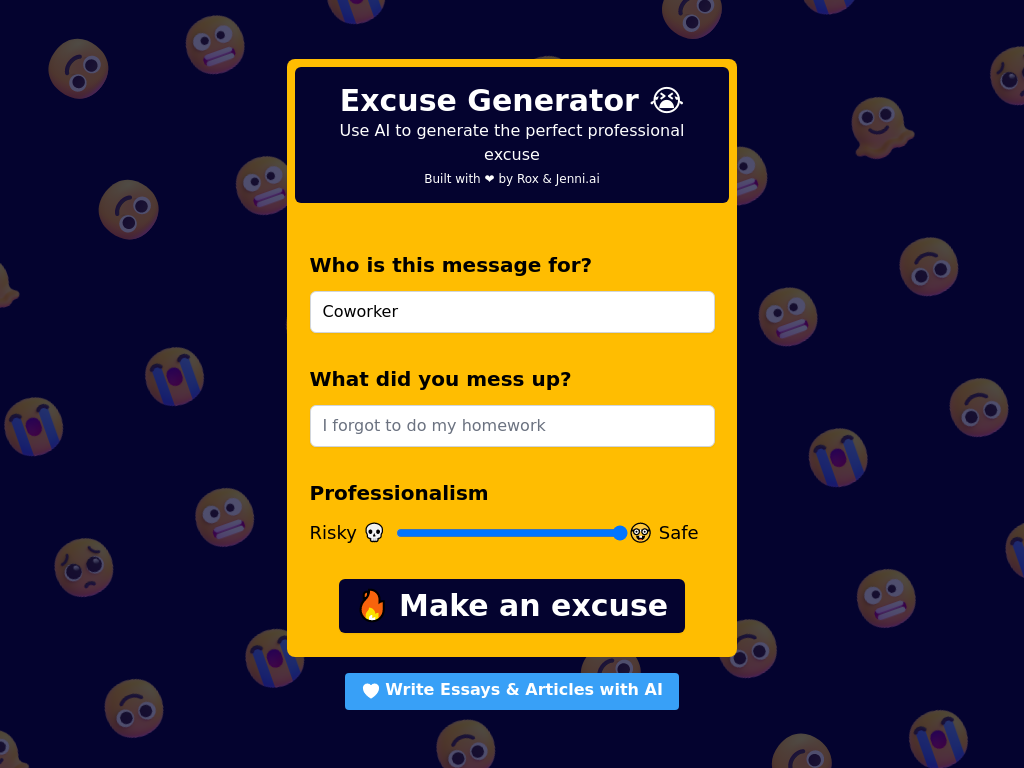 Excuse Generator 😭
Use AI to generate the perfect professional
excuse
Built with ❤ by Rox & Jenni.ai
Who is this message for?
Coworker
What did you mess up?
I forgot to do my homework
Professionalism
Risky 💀 🤓 Safe
🔥 Make an excuse
Write Essays & Articles with AI